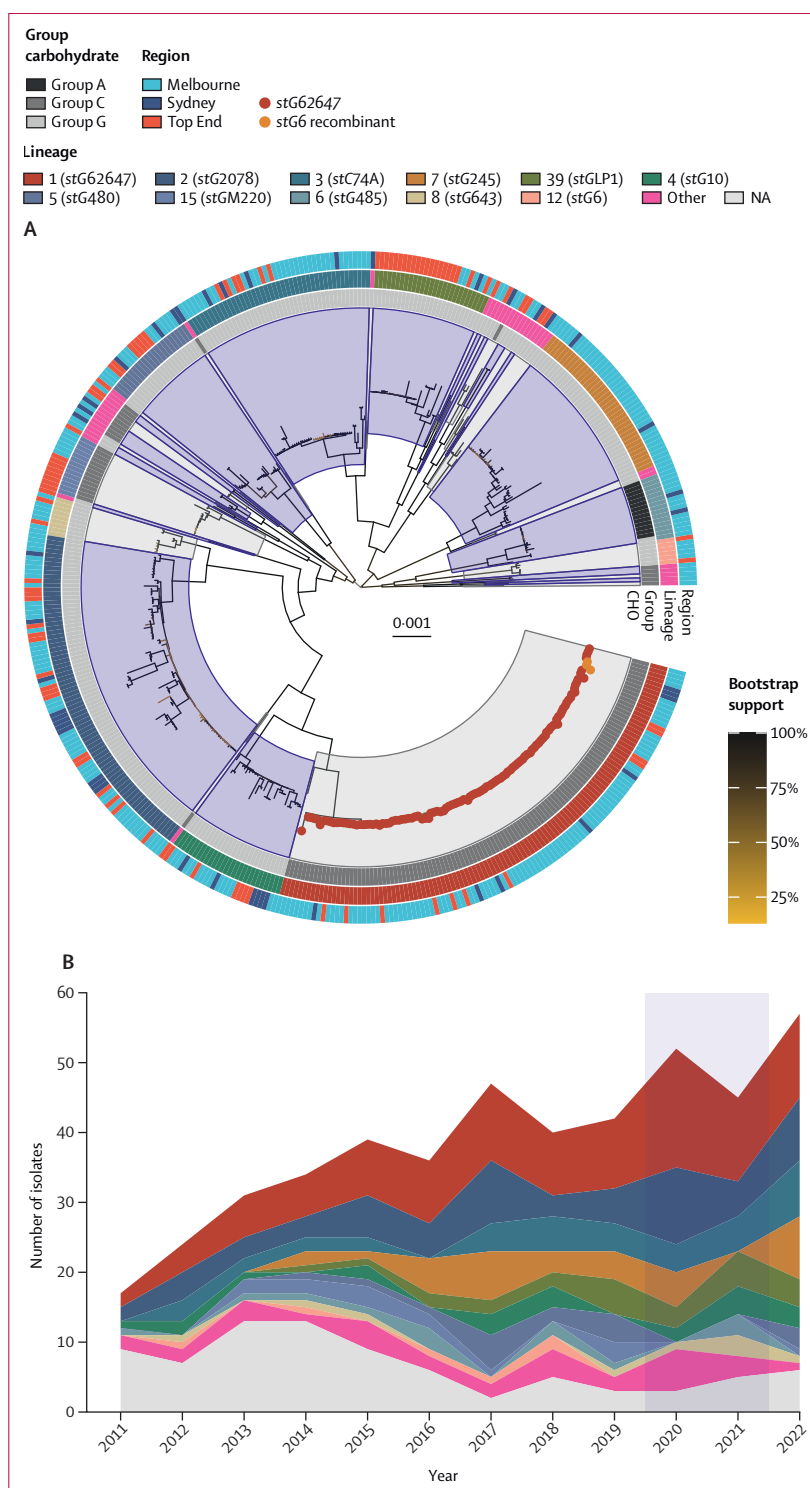 Group
carbohydrate
Region
Group A
Melbourne
Group C
Sydney
stG62647
Group G
Top End
stG6 recombinant
Lineage
1 (stG62647)
2 (stG2078)
3 (stC74A)
7 (stG245)
39 (stGLP1)
4 (stG10)
5 (stG480)
15 (stGM220)
6 (stG485)
8 (stG643)
12 (stG6)
Other
NA
A
CHO
Group
Lineage
Region
0·001
Bootstrap
support
100%
75%
50%
25%
B
60
50
40
30
20
10
0
Number of isolates
2011
2012
2013
2014
2015
2016
2017
2018
2019
2020
2021
2022
Year